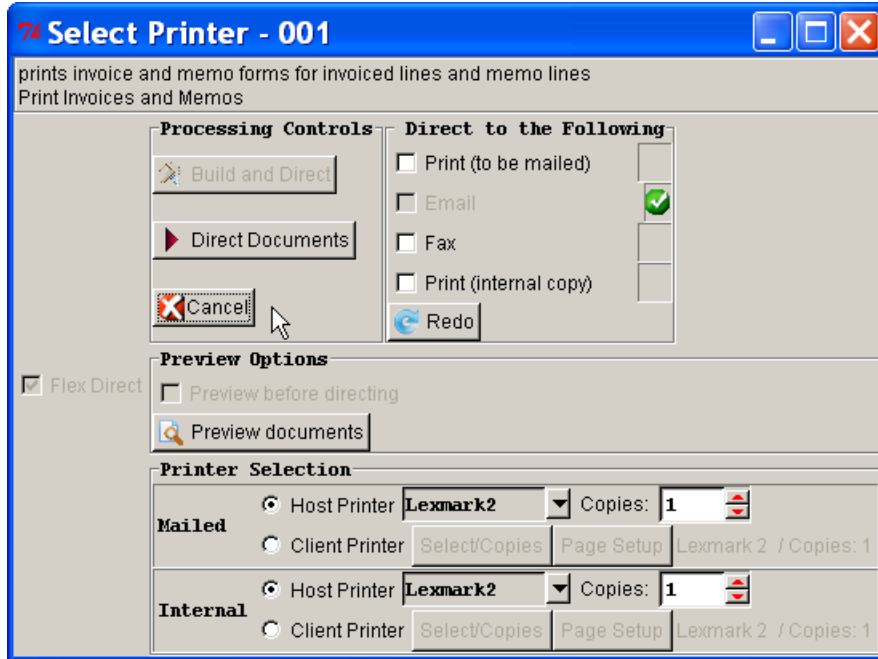 Select Printer - 001
prints invoice and memo forms for invoiced lines and memo lines
Print Invoices and Memos
Processing Controls
Build and Direct
Direct Documents
Cancel
Direct to the Following
Print (to be mailed)
Email
Fax
Print (internal copy)
Redo
Flex Direct
Preview Options
Preview before directing
Preview documents
Printer Selection
Mailed
Host Printer Lexmark2 Copies: 1
Client Printer Select/Copies Page Setup Lexmark 2 / Copies: 1
Internal
Host Printer Lexmark2 Copies: 1
Client Printer Select/Copies Page Setup Lexmark 2 / Copies: 1